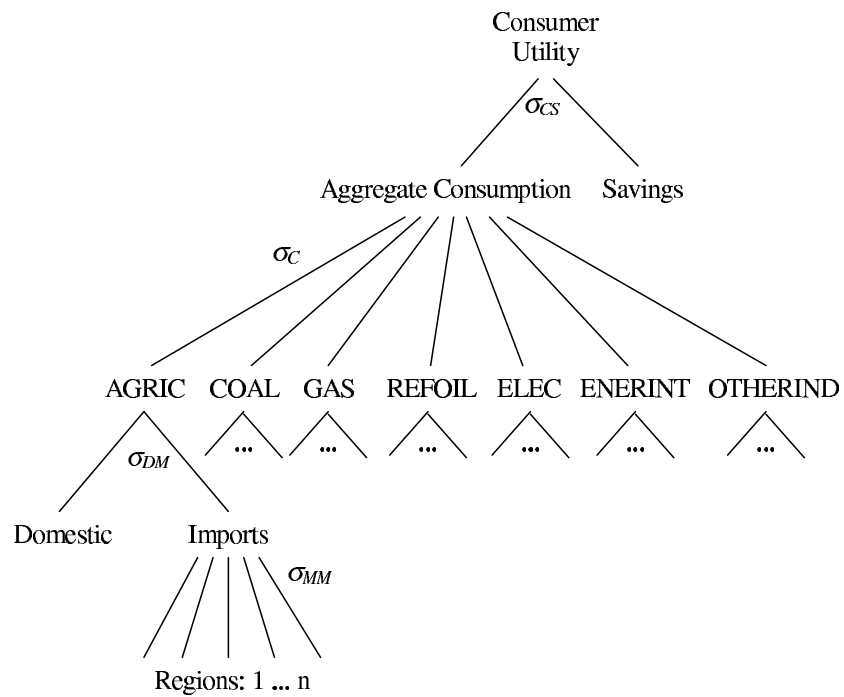 Consumer
Utility
σCS
Aggregate Consumption Savings
σC
AGRIC COAL GAS REFOIL ELEC ENERINT OTHERIND
... ... ... ... ... ...
σDM
Domestic Imports
σMM
Regions: 1 ... n